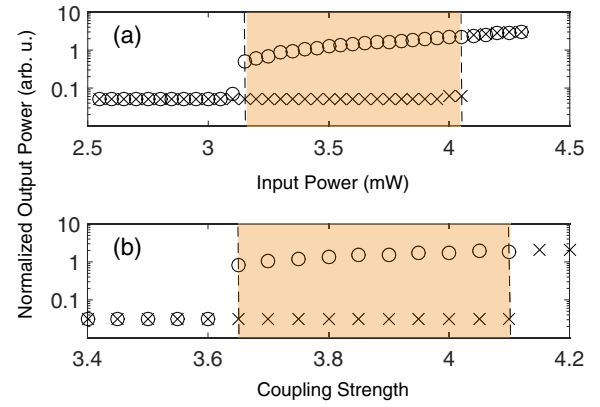 Normalized Output Power (arb. u.)
(a)
10
1
0.1
2.5 3 3.5 4 4.5
Input Power (mW)
(b)
10
1
0.1
3.4 3.6 3.8 4 4.2
Coupling Strength